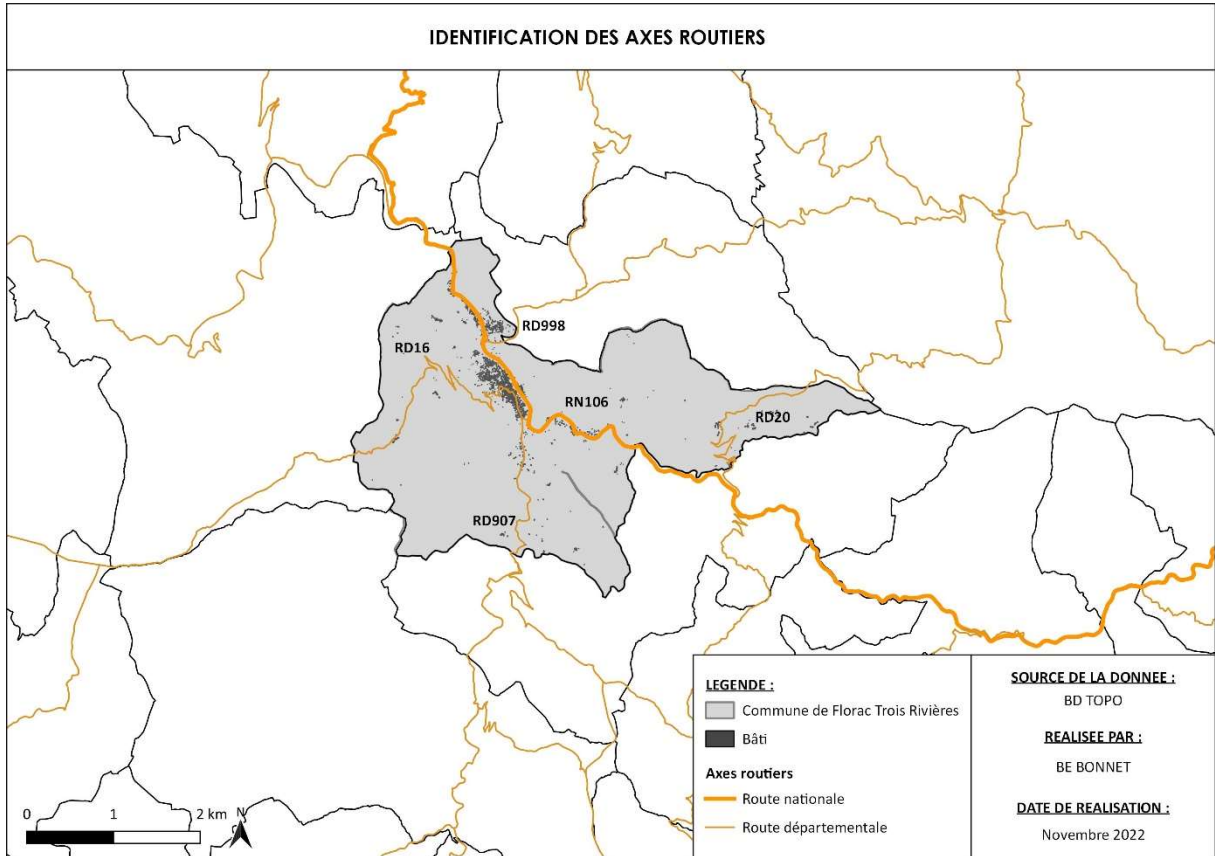 IDENTIFICATION DES AXES ROUTIERS
RD998
RD16
RN106
RD20
RD907
LEGENDE :
Commune de Florac Trois Rivières
Bâti
Axes routiers
Route nationale
Route départementale
SOURCE DE LA DONNEE :
BD TOPO
REALISEE PAR :
BE BONNET
DATE DE REALISATION :
Novembre 2022
0 1 2 km N